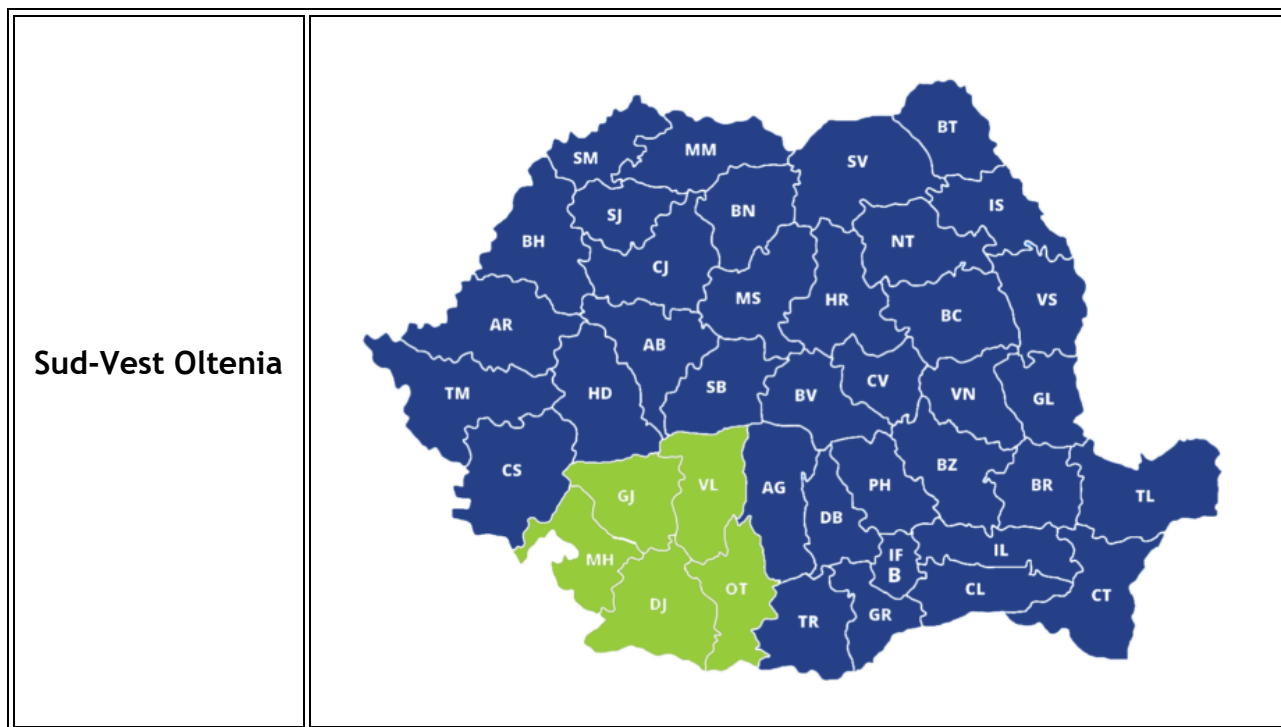 Sud-Vest Oltenia
BT
MM
SM
SV
IS
SJ
BN
BH
NT
CJ
MS
HR
VS
BC
AR
AB
CV
SB
TM
HD
BV
VN
GL
CS
BZ
VL
PH
BR
AG
GJ
TL
DB
IL
IF
MH
B
OT
CL
CT
DJ
GR
TR